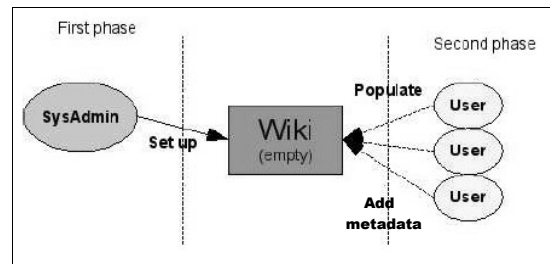 First phase
Second phase
SysAdmin
Set up
Wiki
(empty)
Populate
User
User
User
Add
metadata